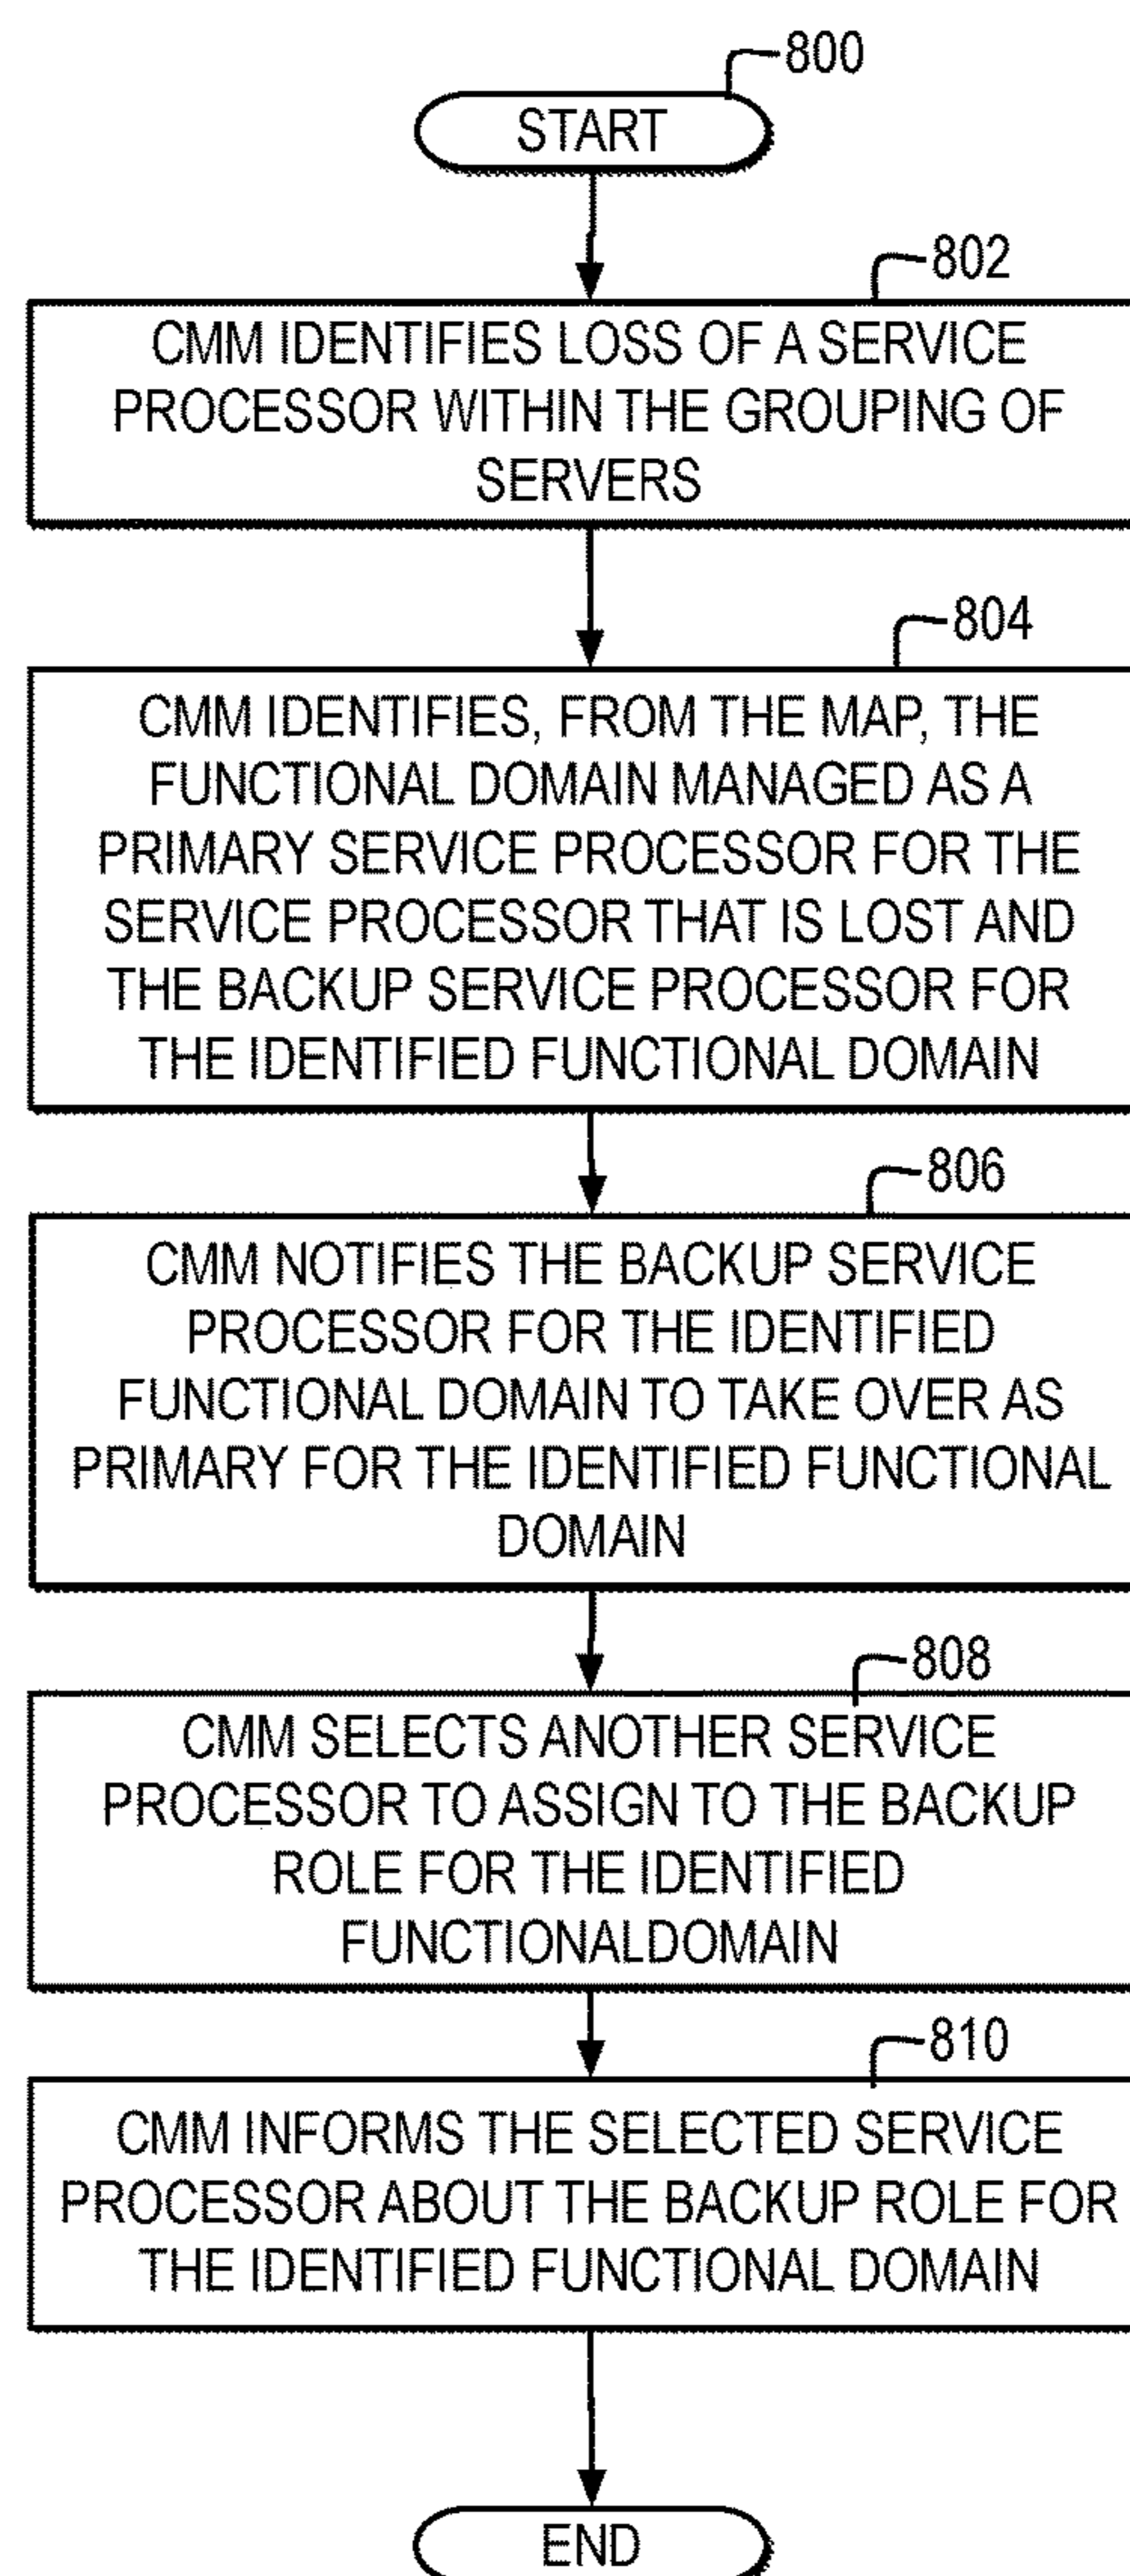 800
START
802
CMM IDENTIFIES LOSS OF A SERVICE
PROCESSOR WITHIN THE GROUPING OF
SERVERS
804
CMM IDENTIFIES, FROM THE MAP, THE
FUNCTIONAL DOMAIN MANAGED AS A
PRIMARY SERVICE PROCESSOR FOR THE
SERVICE PROCESSOR THAT IS LOST AND
THE BACKUP SERVICE PROCESSOR FOR
THE IDENTIFIED FUNCTIONAL DOMAIN
806
CMM NOTIFIES THE BACKUP SERVICE
PROCESSOR FOR THE IDENTIFIED
FUNCTIONAL DOMAIN TO TAKE OVER AS
PRIMARY FOR THE IDENTIFIED FUNCTIONAL
DOMAIN
808
CMM SELECTS ANOTHER SERVICE
PROCESSOR TO ASSIGN TO THE BACKUP
ROLE FOR THE IDENTIFIED
FUNCTIONALDOMAIN
810
CMM INFORMS THE SELECTED SERVICE
PROCESSOR ABOUT THE BACKUP ROLE FOR
THE IDENTIFIED FUNCTIONAL DOMAIN
END